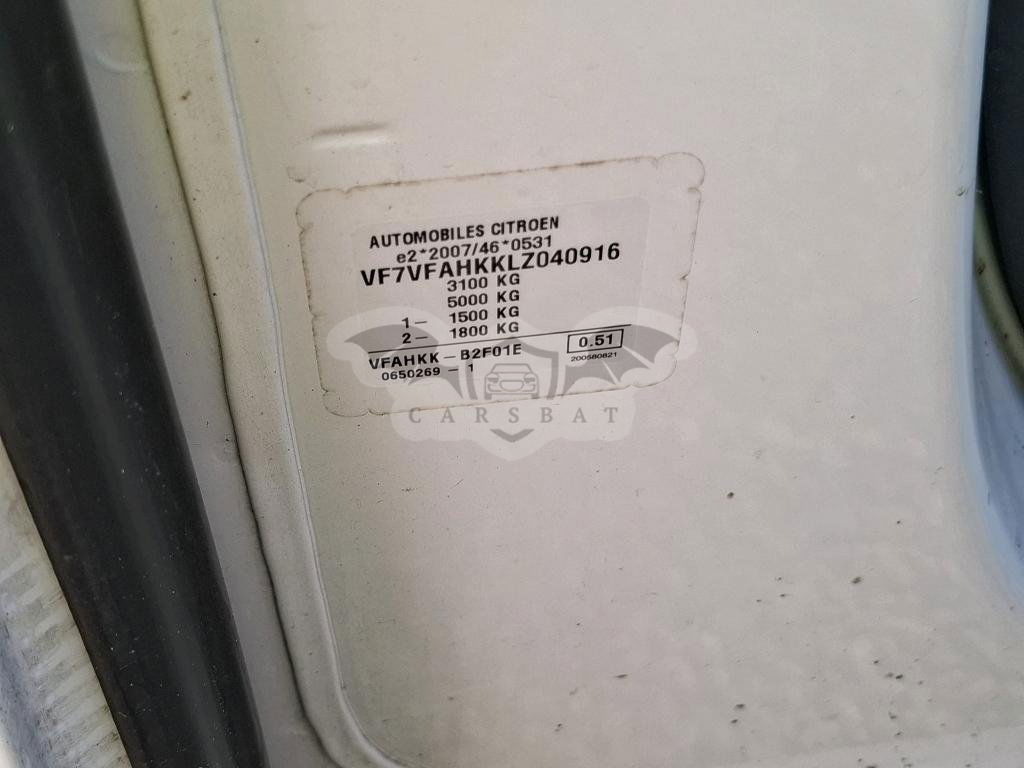 AUTOMOBILES CITROEN
e2*2007/46*0531
VF7VFAHKKLZ040916
3100 KG
5000 KG
1- 1500 KG
2- 1800 KG
VFAHKK - B2F01E 0.51
0650269 - 1 200580821
CARSBAT